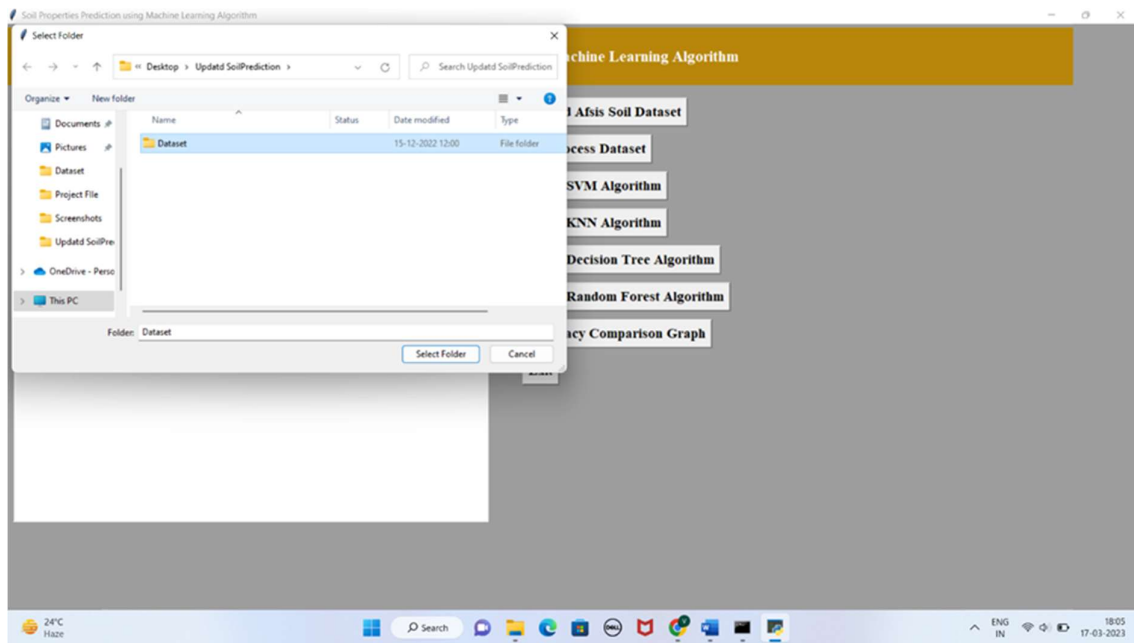 Soil Properties Prediction using Machine Learning Algorithm
Select Folder
Desktop > Updatd SoilPrediction >
Search Updatd SoilPrediction
Organize
New folder
Name
Status
Date modified
Type
Documents
Pictures
Dataset
Project File
Screenshots
Updatd SoilPre
OneDrive - Perso
This PC
Dataset
15-12-2022 12:00
File folder
Folder: Dataset
Select Folder
Cancel
achine Learning Algorithm
d Afsis Soil Dataset
ocess Dataset
SVM Algorithm
KNN Algorithm
Decision Tree Algorithm
Random Forest Algorithm
acy Comparison Graph
24°C
Haze
Search
DELL
ENG
IN
18:05
17-03-2023